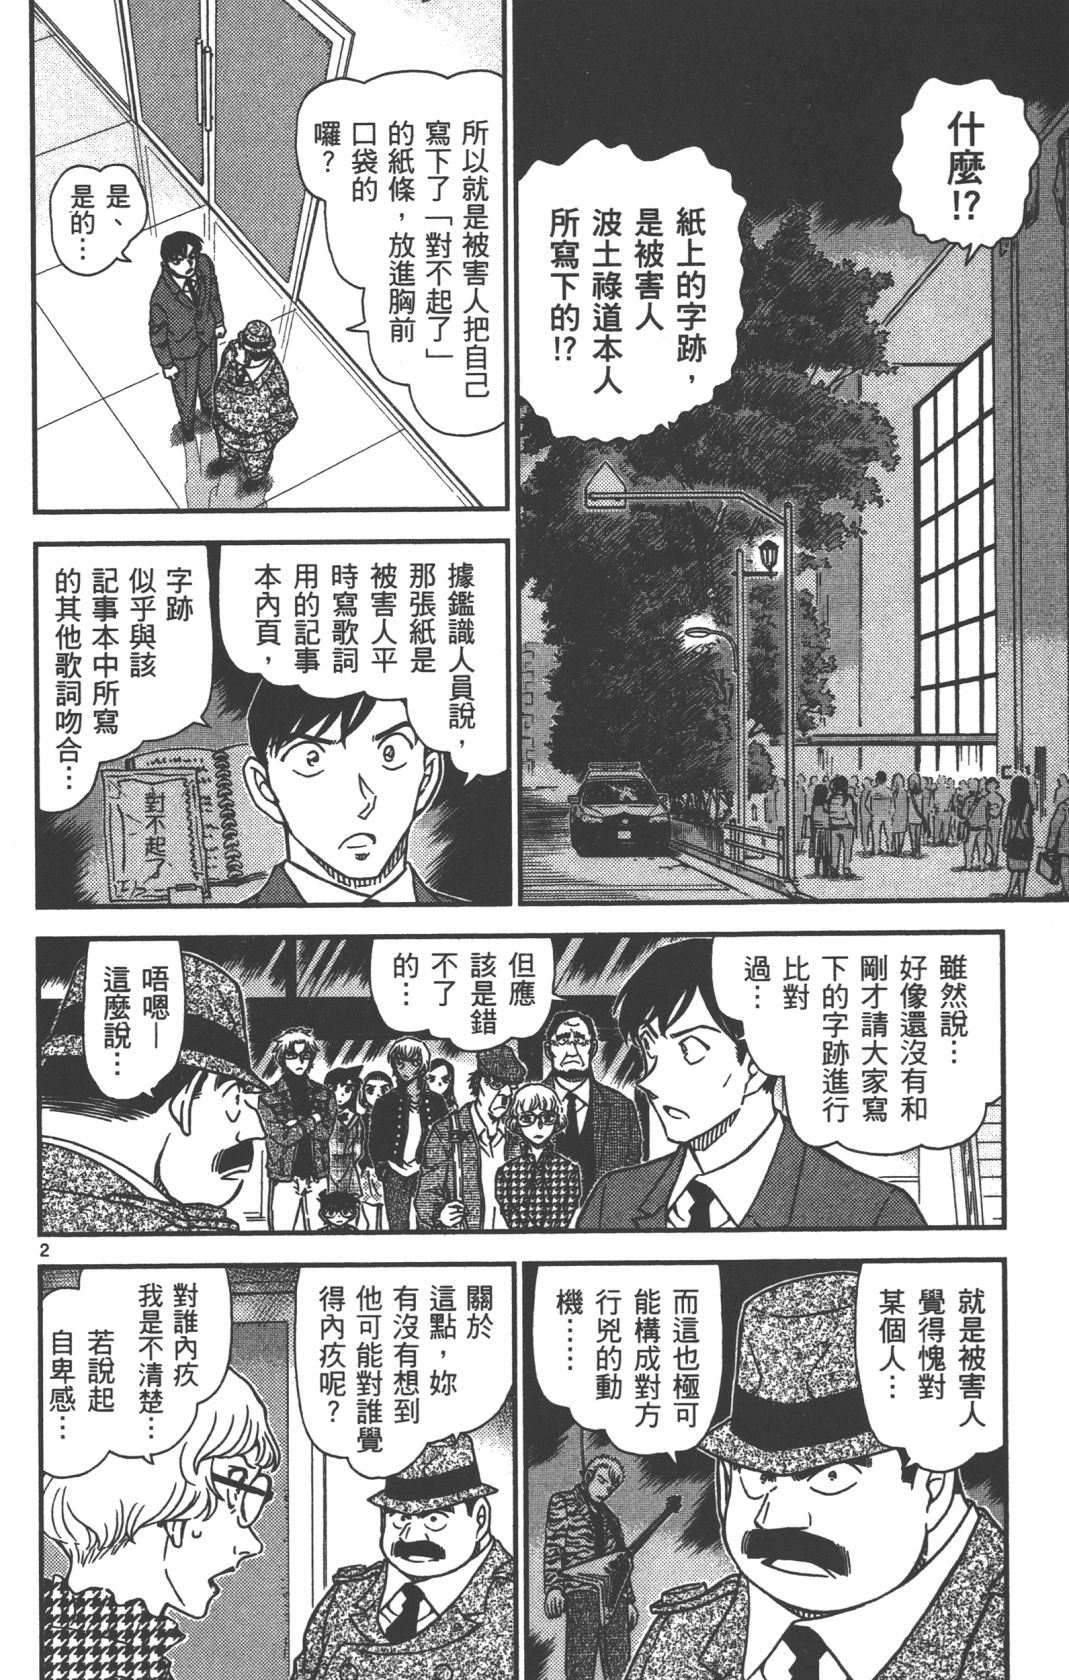 什麼!?
紙上的字跡，
是被害人
波土祿道本人
所寫下的!?
所以就是被害人把自己
寫下了「對不起了」
的紙條，放進胸前
口袋的
囉？
是、
是的…
據鑑識人員說，
那張紙是
被害人平
時寫歌詞
用的記事
本內頁，
字跡
似乎與該
記事本中所寫
的其他歌詞吻合…
對不起了
雖然說…
好像還沒有和
剛才請大家寫
下的字跡進行
比對
過…
但應
該是錯
不了
的…
唔嗯—
這麼說…
2
就是被害人
覺得愧對
某個人…
而這也極可
能構成對方
行兇的動
機……
關於
這點，妳
有沒有想到
他可能對誰覺
得內疚呢？
對誰內疚
我是不清楚…
若說起
自卑感…